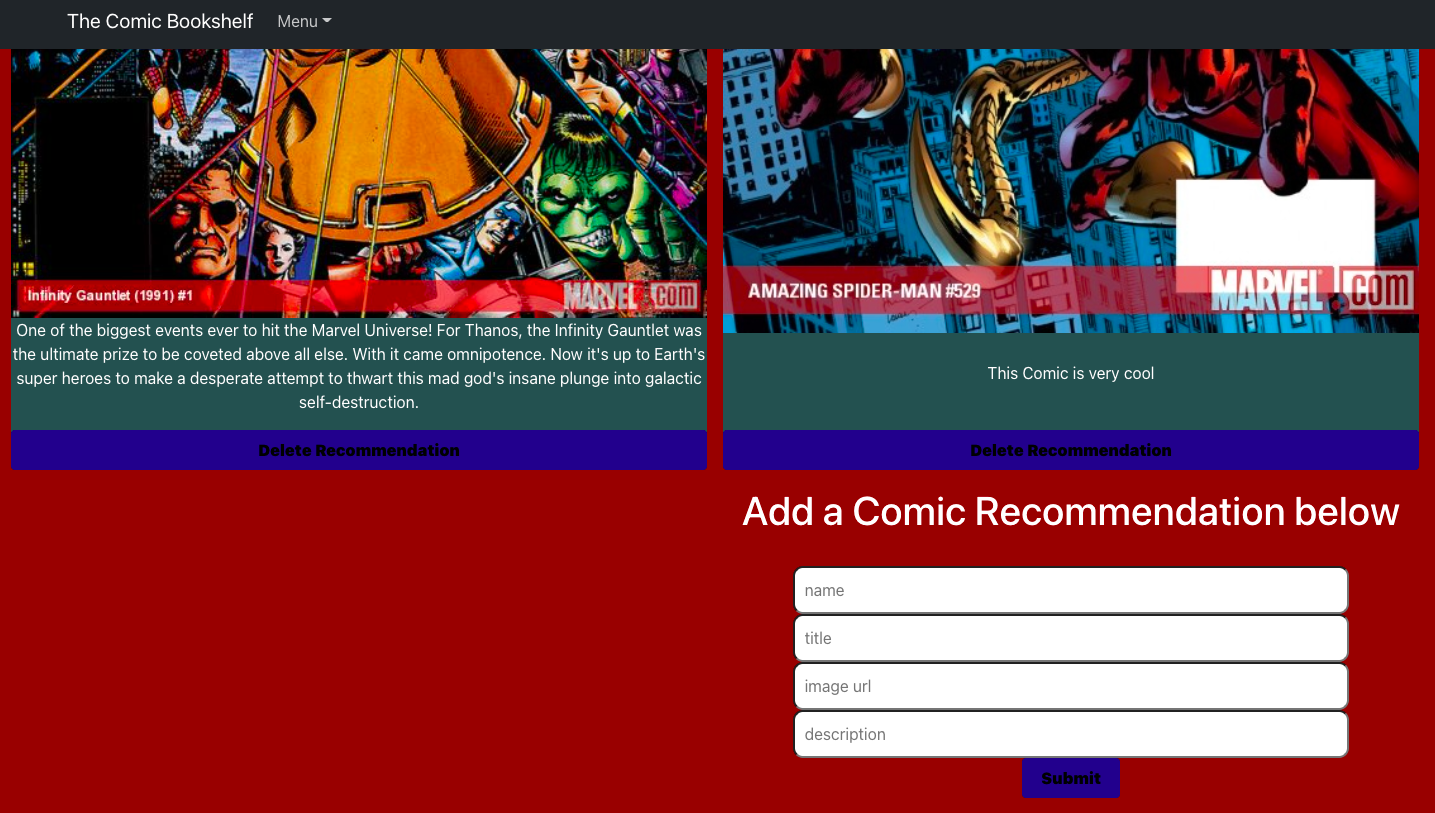 The Comic Bookshelf Menu
Infinity Gauntlet (1991) #1
MARVEL.com
AMAZING SPIDER-MAN #529
MARVEL.com
One of the biggest events ever to hit the Marvel Universe! For Thanos, the Infinity Gauntlet was
the ultimate prize to be coveted above all else. With it came omnipotence. Now it's up to Earth's
super heroes to make a desperate attempt to thwart this mad god's insane plunge into galactic
self-destruction.
This Comic is very cool
Delete Recommendation
Delete Recommendation
Add a Comic Recommendation below
name
title
image url
description
Submit